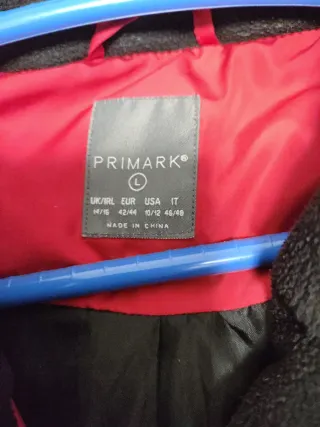 PRIMARK®
L
UK/IRL EUR USA IT
14/16 42/44 10/12 46/48
MADE IN CHINA